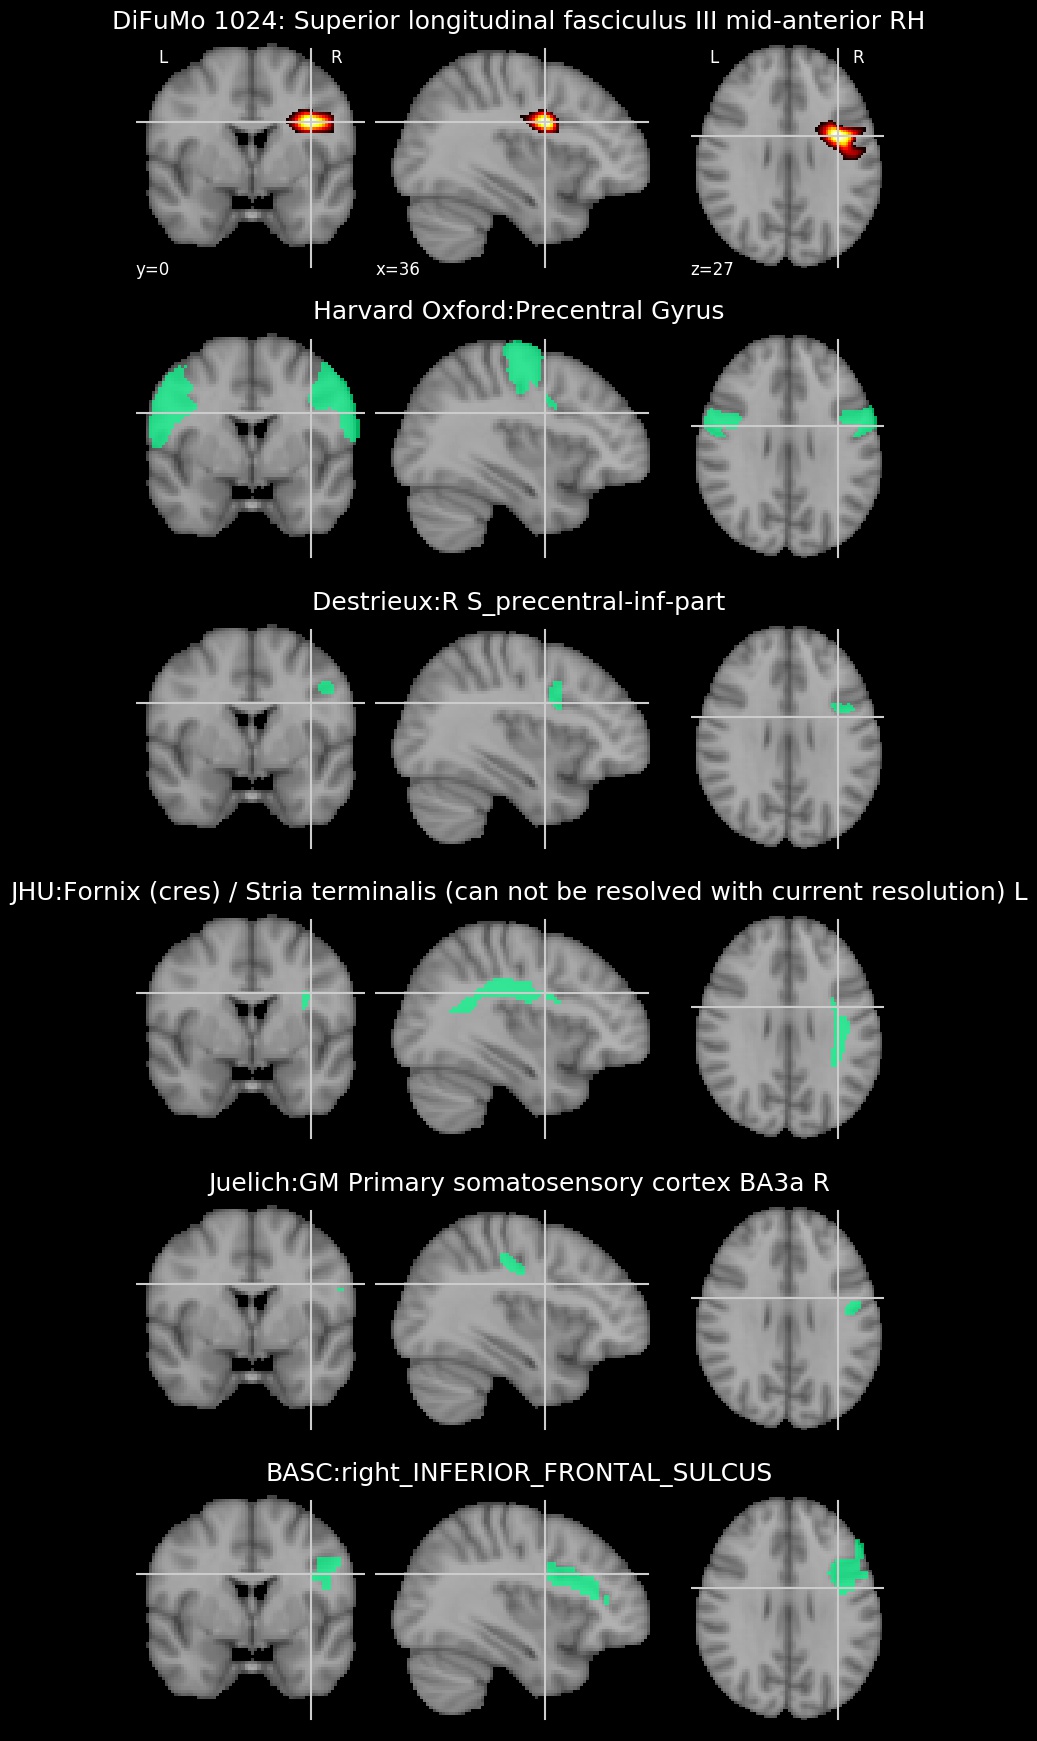 DiFuMo 1024: Superior longitudinal fasciculus III mid-anterior RH
L R L R
y=0 x=36 z=27
Harvard Oxford:Precentral Gyrus
Destrieux:R S_precentral-inf-part
JHU:Fornix (cres) / Stria terminalis (can not be resolved with current resolution) L
Juelich:GM Primary somatosensory cortex BA3a R
BASC:right_INFERIOR_FRONTAL_SULCUS